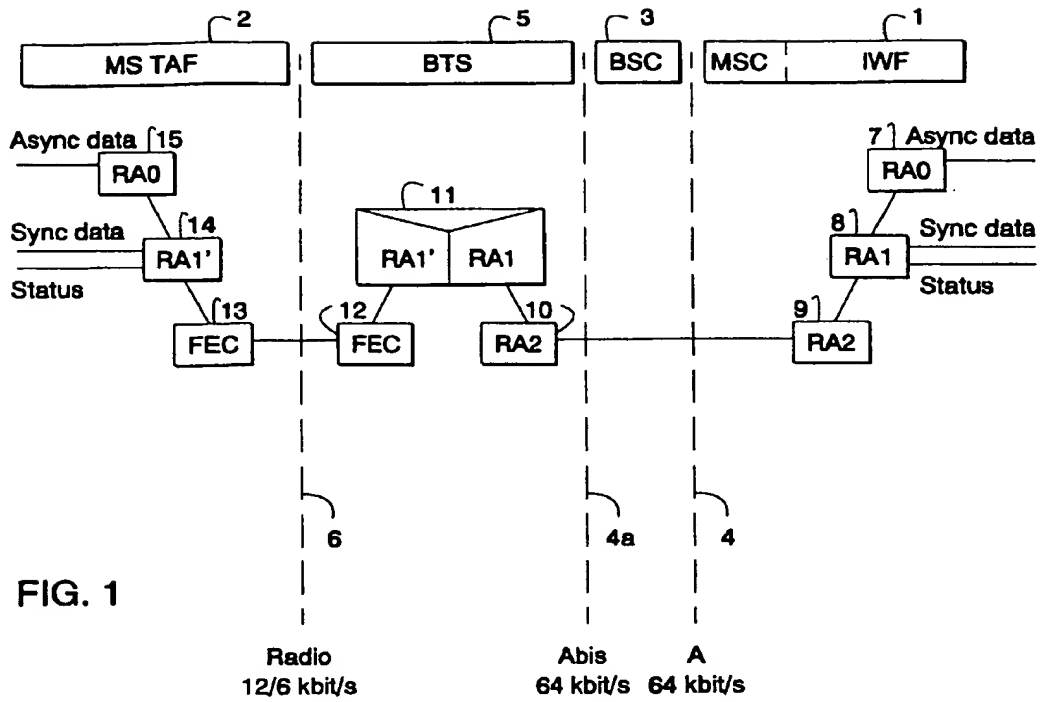 2 5 3 1
MS TAF BTS BSC MSC IWF
Async data 15 7 Async data
RA0 RA0
11
Sync data 14 8 Sync data
RA1' RA1' RA1 RA1
Status Status
13 12 10 9
FEC FEC RA2 RA2
6 4a 4
FIG. 1
Radio Abis A
12/6 kbit/s 64 kbit/s 64 kbit/s